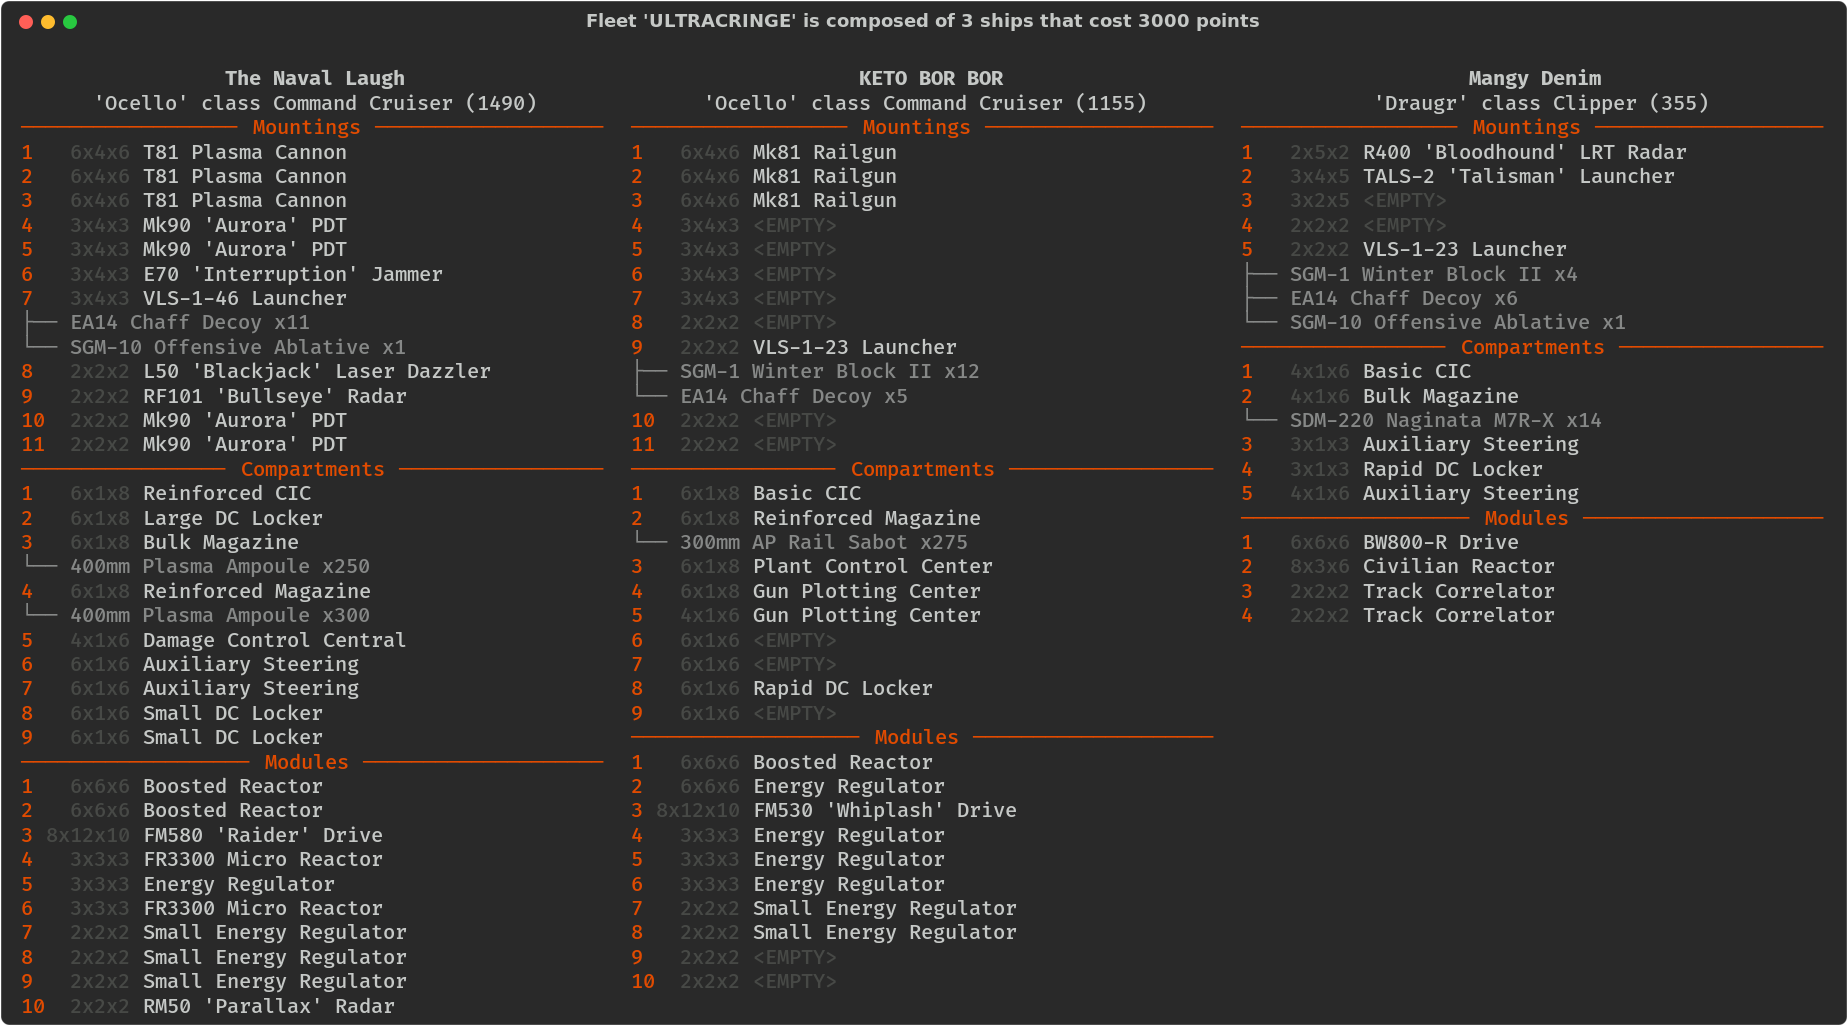 Fleet 'ULTRACRINGE' is composed of 3 ships that cost 3000 points
The Naval Laugh
'Ocello' class Command Cruiser (1490)
Mountings
1 6x4x6 T81 Plasma Cannon
2 6x4x6 T81 Plasma Cannon
3 6x4x6 T81 Plasma Cannon
4 3x4x3 Mk90 'Aurora' PDT
5 3x4x3 Mk90 'Aurora' PDT
6 3x4x3 E70 'Interruption' Jammer
7 3x4x3 VLS-1-46 Launcher
├── EA14 Chaff Decoy x11
└── SGM-10 Offensive Ablative x1
8 2x2x2 L50 'Blackjack' Laser Dazzler
9 2x2x2 RF101 'Bullseye' Radar
10 2x2x2 Mk90 'Aurora' PDT
11 2x2x2 Mk90 'Aurora' PDT
Compartments
1 6x1x8 Reinforced CIC
2 6x1x8 Large DC Locker
3 6x1x8 Bulk Magazine
└── 400mm Plasma Ampoule x250
4 6x1x8 Reinforced Magazine
└── 400mm Plasma Ampoule x300
5 4x1x6 Damage Control Central
6 6x1x6 Auxiliary Steering
7 6x1x6 Auxiliary Steering
8 6x1x6 Small DC Locker
9 6x1x6 Small DC Locker
Modules
1 6x6x6 Boosted Reactor
2 6x6x6 Boosted Reactor
3 8x12x10 FM580 'Raider' Drive
4 3x3x3 FR3300 Micro Reactor
5 3x3x3 Energy Regulator
6 3x3x3 FR3300 Micro Reactor
7 2x2x2 Small Energy Regulator
8 2x2x2 Small Energy Regulator
9 2x2x2 Small Energy Regulator
10 2x2x2 RM50 'Parallax' Radar
KETO BOR BOR
'Ocello' class Command Cruiser (1155)
Mountings
1 6x4x6 Mk81 Railgun
2 6x4x6 Mk81 Railgun
3 6x4x6 Mk81 Railgun
4 3x4x3 <EMPTY>
5 3x4x3 <EMPTY>
6 3x4x3 <EMPTY>
7 3x4x3 <EMPTY>
8 2x2x2 <EMPTY>
9 2x2x2 VLS-1-23 Launcher
├── SGM-1 Winter Block II x12
└── EA14 Chaff Decoy x5
10 2x2x2 <EMPTY>
11 2x2x2 <EMPTY>
Compartments
1 6x1x8 Basic CIC
2 6x1x8 Reinforced Magazine
└── 300mm AP Rail Sabot x275
3 6x1x8 Plant Control Center
4 6x1x8 Gun Plotting Center
5 4x1x6 Gun Plotting Center
6 6x1x6 <EMPTY>
7 6x1x6 <EMPTY>
8 6x1x6 Rapid DC Locker
9 6x1x6 <EMPTY>
Modules
1 6x6x6 Boosted Reactor
2 6x6x6 Energy Regulator
3 8x12x10 FM530 'Whiplash' Drive
4 3x3x3 Energy Regulator
5 3x3x3 Energy Regulator
6 3x3x3 Energy Regulator
7 2x2x2 Small Energy Regulator
8 2x2x2 Small Energy Regulator
9 2x2x2 <EMPTY>
10 2x2x2 <EMPTY>
Mangy Denim
'Draugr' class Clipper (355)
Mountings
1 2x5x2 R400 'Bloodhound' LRT Radar
2 3x4x5 TALS-2 'Talisman' Launcher
3 3x2x5 <EMPTY>
4 2x2x2 <EMPTY>
5 2x2x2 VLS-1-23 Launcher
├── SGM-1 Winter Block II x4
├── EA14 Chaff Decoy x6
└── SGM-10 Offensive Ablative x1
Compartments
1 4x1x6 Basic CIC
2 4x1x6 Bulk Magazine
└── SDM-220 Naginata M7R-X x14
3 3x1x3 Auxiliary Steering
4 3x1x3 Rapid DC Locker
5 4x1x6 Auxiliary Steering
Modules
1 6x6x6 BW800-R Drive
2 8x3x6 Civilian Reactor
3 2x2x2 Track Correlator
4 2x2x2 Track Correlator